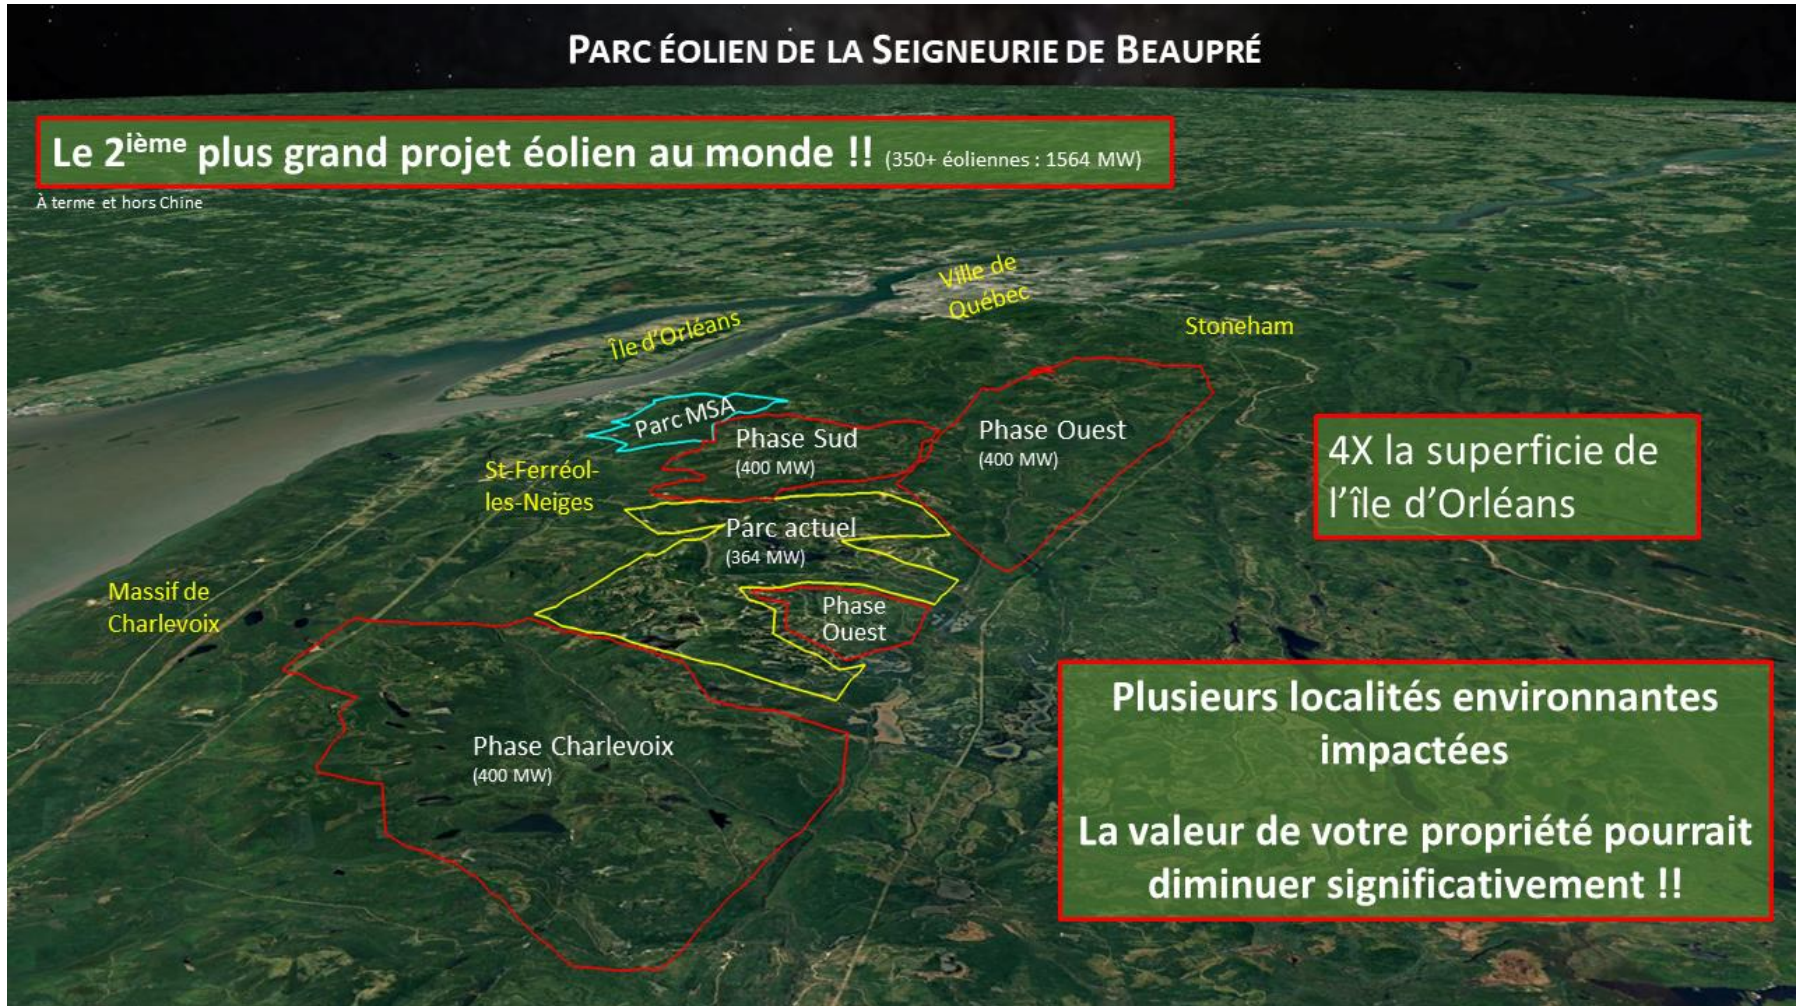 PARC ÉOLIEN DE LA SEIGNEURIE DE BEAUPRÉ
Le 2ième plus grand projet éolien au monde !! (350+ éoliennes : 1564 MW)
À terme et hors Chine
Ville de
Québec
Île d'Orléans
Stoneham
Parc MSA
Phase Sud
(400 MW)
Phase Ouest
(400 MW)
4X la superficie de
l'île d'Orléans
St-Ferréol-
les-Neiges
Parc actuel
(364 MW)
Massif de
Charlevoix
Phase
Ouest
Phase Charlevoix
(400 MW)
Plusieurs localités environnantes
impactées
La valeur de votre propriété pourrait
diminuer significativement !!